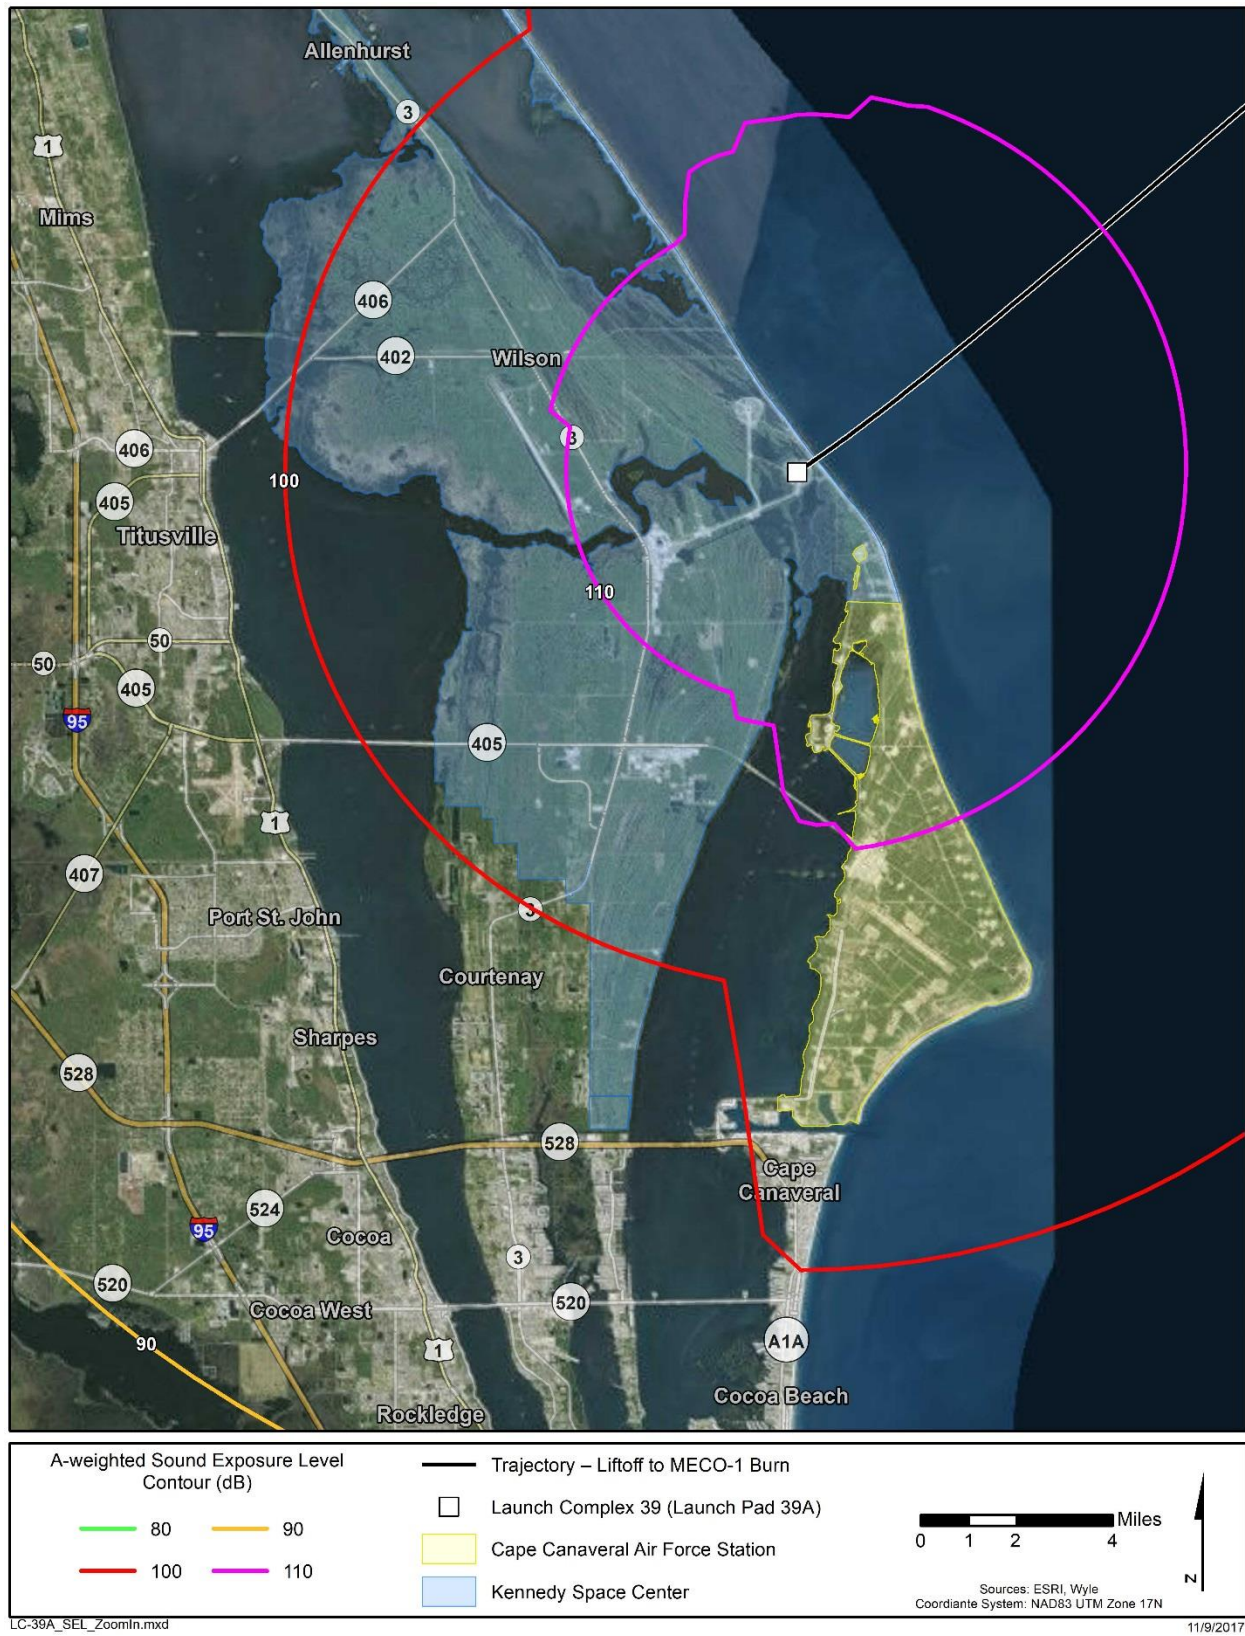 Allenhurst
3
1
Mims
406
402
Wilson
406
3
100
405
Titusville
110
50
50
405
95
405
1
407
Port St. John
3
Courtenay
Sharpes
528
528
Cape
Canaveral
524
95
Cocoa
3
520
Cocoa West
520
90
1
A1A
Cocoa Beach
Rockledge
A-weighted Sound Exposure Level
Contour (dB)
80
90
100
110
Trajectory – Liftoff to MECO-1 Burn
Launch Complex 39 (Launch Pad 39A)
Cape Canaveral Air Force Station
Kennedy Space Center
Miles
0 1 2 4
N
Sources: ESRI, Wyle
Coordiante System: NAD83 UTM Zone 17N
LC-39A_SEL_ZoomIn.mxd
11/9/2017